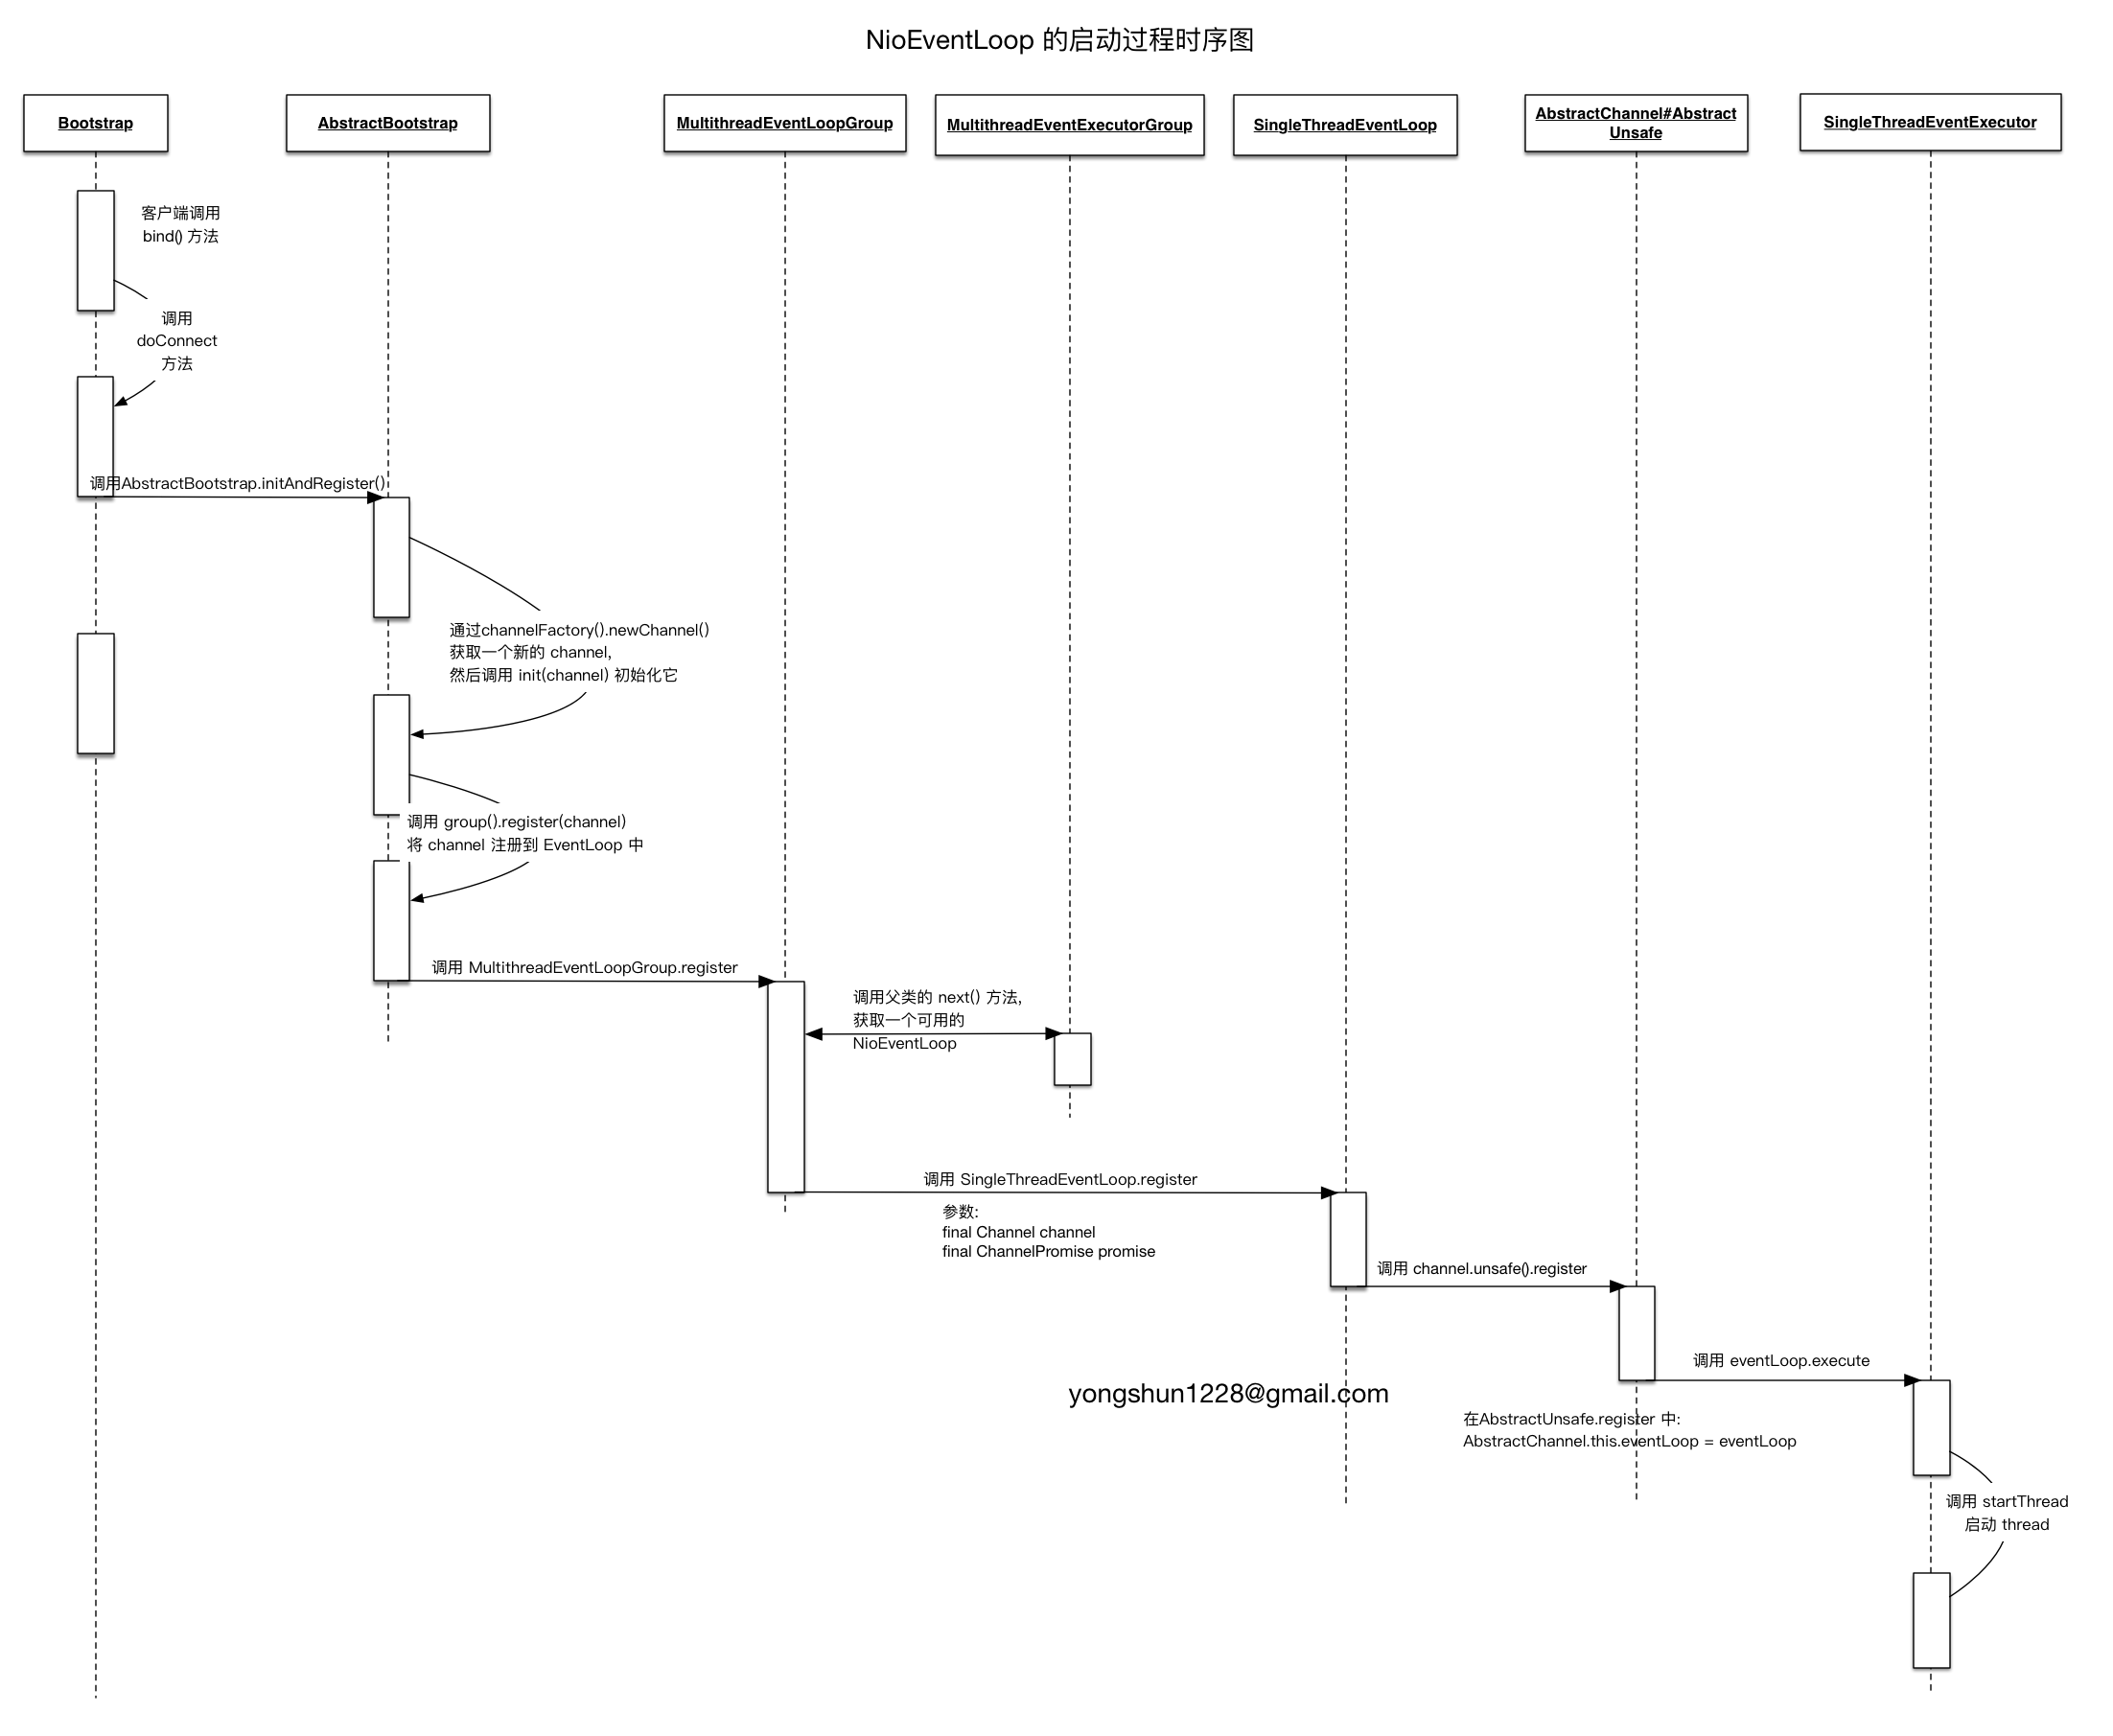 NioEventLoop 的启动过程时序图
Bootstrap
AbstractBootstrap
MultithreadEventLoopGroup
MultithreadEventExecutorGroup
SingleThreadEventLoop
AbstractChannel#Abstract
Unsafe
SingleThreadEventExecutor
客户端调用
bind() 方法
调用
doConnect
方法
调用AbstractBootstrap.initAndRegister()
通过channelFactory().newChannel()
获取一个新的 channel,
然后调用 init(channel) 初始化它
调用 group().register(channel)
将 channel 注册到 EventLoop 中
调用 MultithreadEventLoopGroup.register
调用父类的 next() 方法,
获取一个可用的
NioEventLoop
调用 SingleThreadEventLoop.register
参数:
final Channel channel
final ChannelPromise promise
调用 channel.unsafe().register
调用 eventLoop.execute
yongshun1228@gmail.com
在AbstractUnsafe.register 中:
AbstractChannel.this.eventLoop = eventLoop
调用 startThread
启动 thread